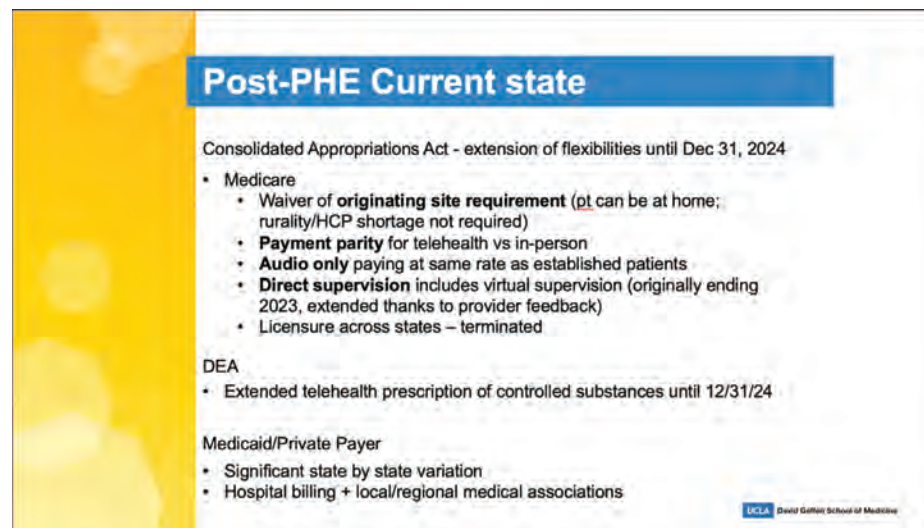 Post-PHE Current state
Consolidated Appropriations Act - extension of flexibilities until Dec 31, 2024
• Medicare
• Waiver of originating site requirement (pt can be at home;
rurality/HCP shortage not required)
• Payment parity for telehealth vs in-person
• Audio only paying at same rate as established patients
• Direct supervision includes virtual supervision (originally ending
2023, extended thanks to provider feedback)
• Licensure across states – terminated
DEA
• Extended telehealth prescription of controlled substances until 12/31/24
Medicaid/Private Payer
• Significant state by state variation
• Hospital billing + local/regional medical associations
UCLA David Geffen School of Medicine